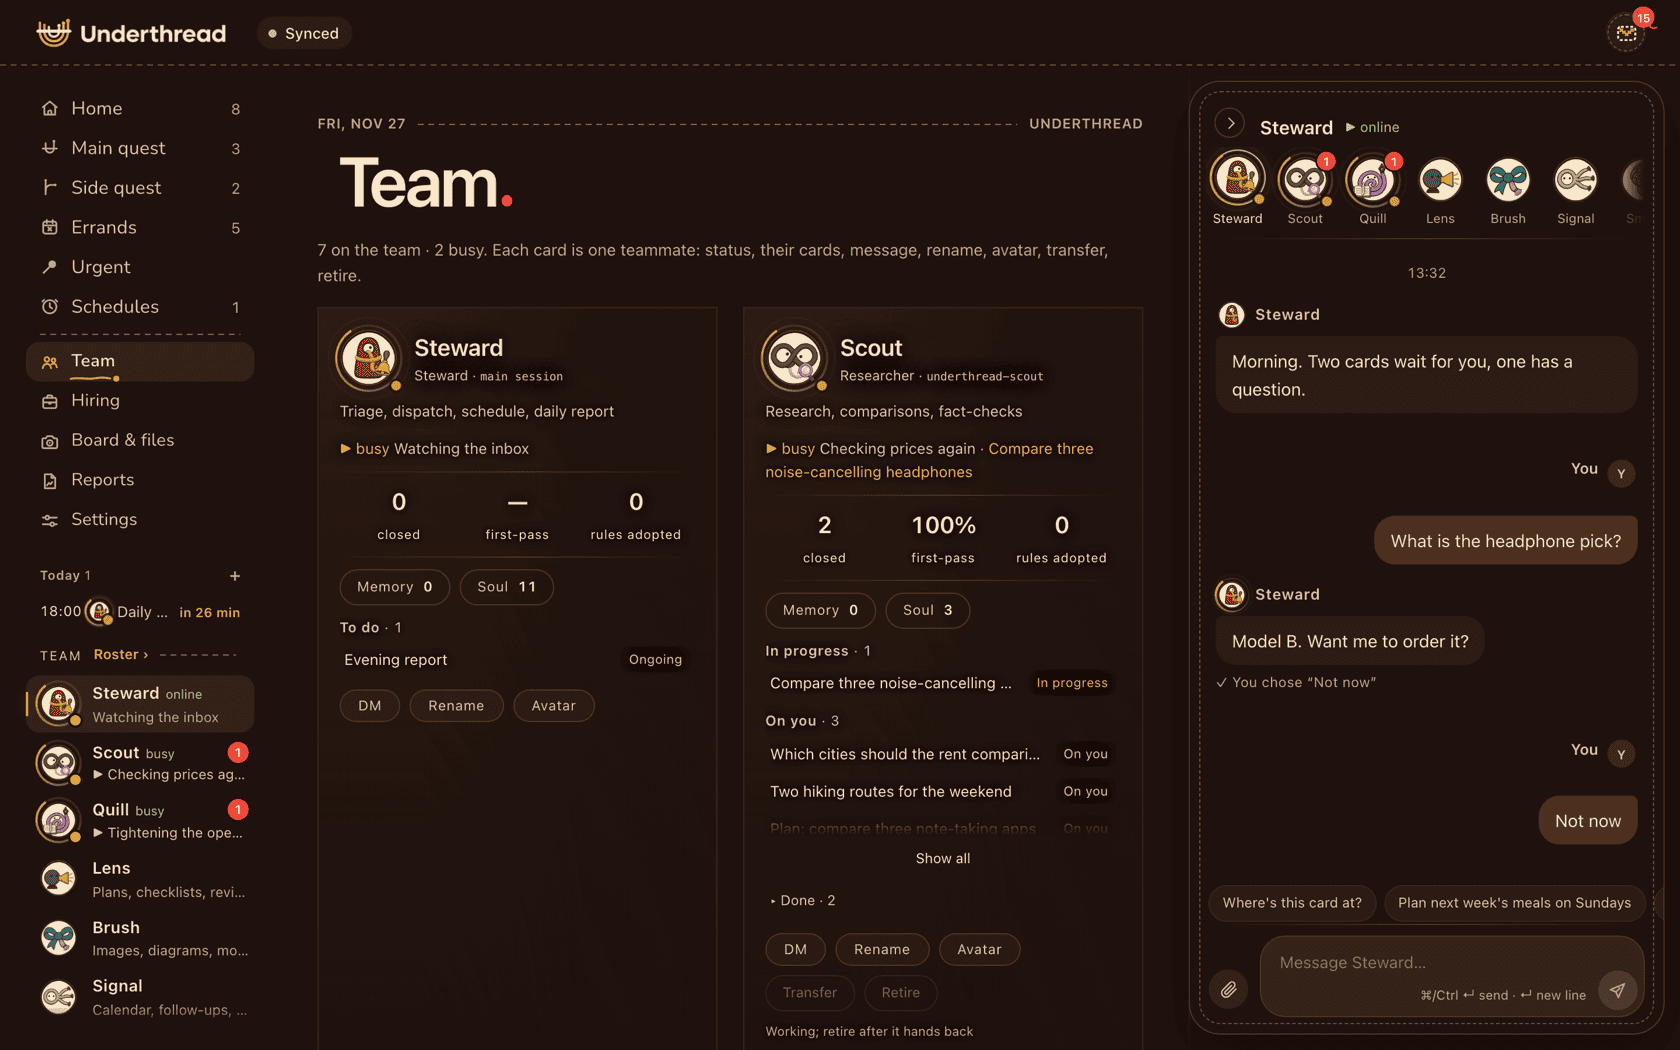 Underthread
Synced
15
Home 8
Main quest 3
Side quest 2
Errands 5
Urgent
Schedules 1
Team
Hiring
Board & files
Reports
Settings
Today 1 +
18:00 Daily ... in 26 min
TEAM Roster ›
Steward online
Watching the inbox
Scout busy 1
Checking prices ag...
Quill busy 1
Tightening the ope...
Lens
Plans, checklists, revi...
Brush
Images, diagrams, mo...
Signal
Calendar, follow-ups, ...
FRI, NOV 27 UNDERTHREAD
Team.
7 on the team · 2 busy. Each card is one teammate: status, their cards, message, rename, avatar, transfer,
retire.
Steward
Steward · main session
Triage, dispatch, schedule, daily report
busy Watching the inbox
0 — 0
closed first-pass rules adopted
Memory 0 Soul 11
To do · 1
Evening report Ongoing
DM Rename Avatar
Scout
Researcher · underthread-scout
Research, comparisons, fact-checks
busy Checking prices again · Compare three
noise-cancelling headphones
2 100% 0
closed first-pass rules adopted
Memory 0 Soul 3
In progress · 1
Compare three noise-cancelling ... In progress
On you · 3
Which cities should the rent compari... On you
Two hiking routes for the weekend On you
Plan: compare three note-taking apps On you
Show all
Done · 2
DM Rename Avatar
Transfer Retire
Working; retire after it hands back
Steward online
1 1
Steward Scout Quill Lens Brush Signal
13:32
Steward
Morning. Two cards wait for you, one has a
question.
You Y
What is the headphone pick?
Steward
Model B. Want me to order it?
✓ You chose “Not now”
You Y
Not now
Where's this card at? Plan next week's meals on Sundays
Message Steward...
⌘/Ctrl ↵ send · ↵ new line